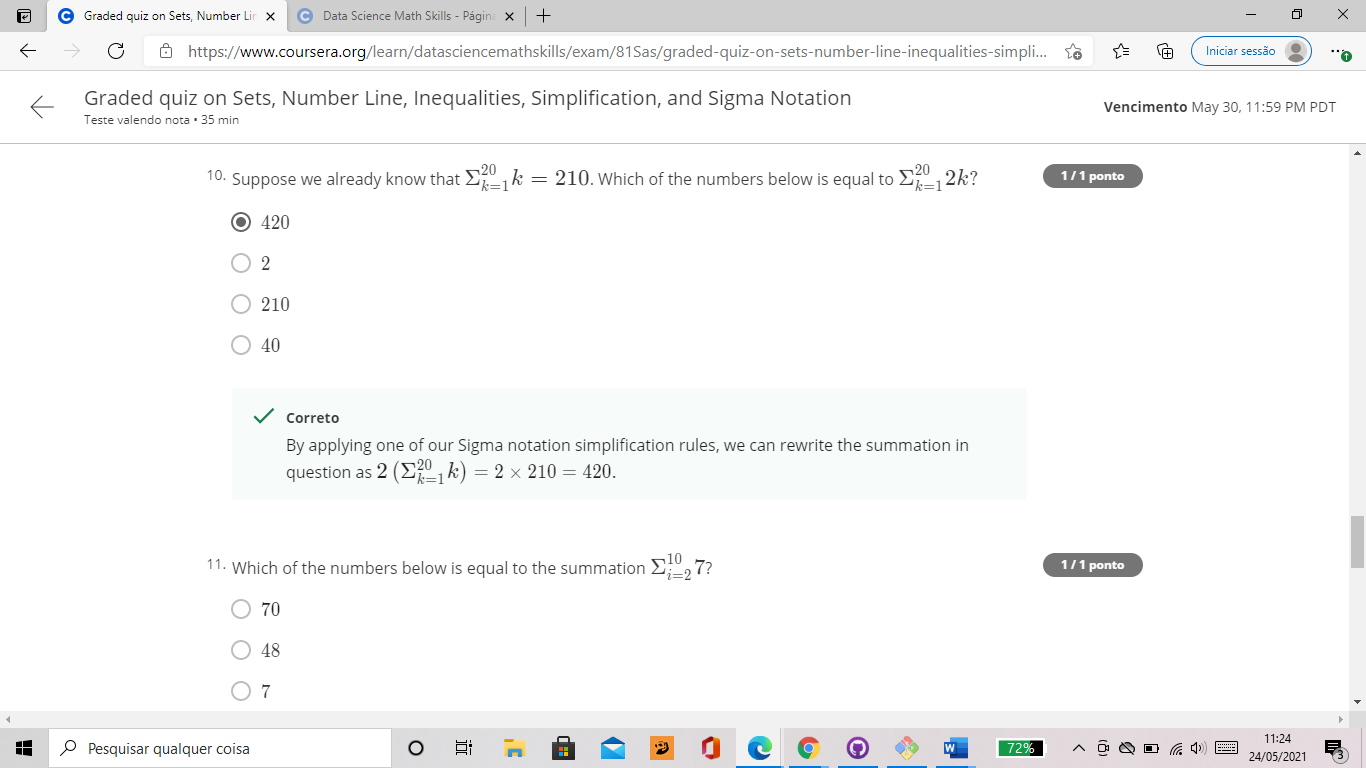 Graded quiz on Sets, Number Lin
Data Science Math Skills - Págin
https://www.coursera.org/learn/datasciencemathskills/exam/81Sas/graded-quiz-on-sets-number-line-inequalities-simpli...
Iniciar sessão
Graded quiz on Sets, Number Line, Inequalities, Simplification, and Sigma Notation
Teste valendo nota • 35 min
Vencimento May 30, 11:59 PM PDT
10. Suppose we already know that Σ_{k=1}^{20} k = 210. Which of the numbers below is equal to Σ_{k=1}^{20} 2k?
1 / 1 ponto
420
2
210
40
Correto
By applying one of our Sigma notation simplification rules, we can rewrite the summation in
question as 2 (Σ_{k=1}^{20} k) = 2 × 210 = 420.
11. Which of the numbers below is equal to the summation Σ_{i=2}^{10} 7?
1 / 1 ponto
70
48
7
Pesquisar qualquer coisa
72%
11:24
24/05/2021
3